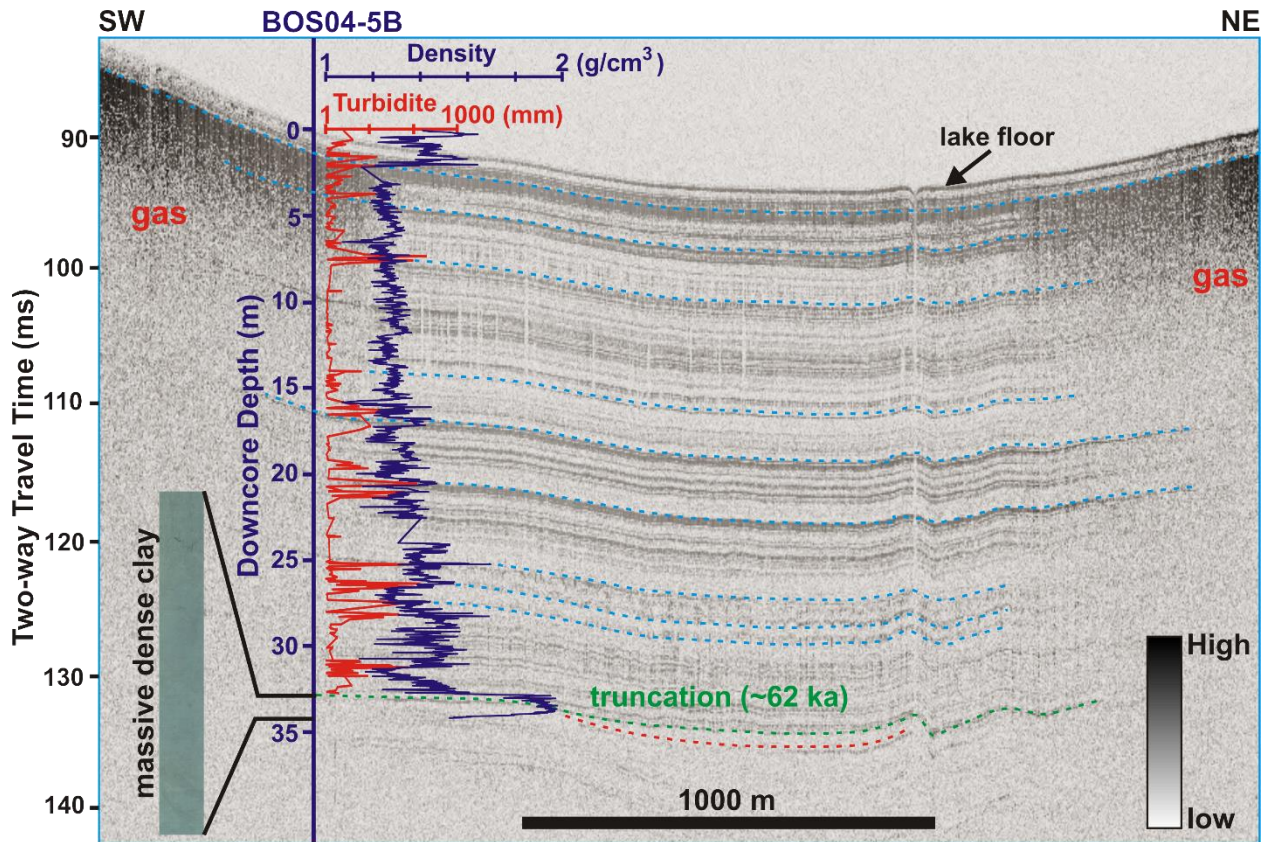 SW
BOS04-5B
NE
Density
1
2 (g/cm³)
Turbidite
1
1000 (mm)
lake floor
gas
gas
Two-way Travel Time (ms)
90
100
110
120
130
140
Downcore Depth (m)
0
5
10
15
20
25
30
35
massive dense clay
truncation (~62 ka)
1000 m
High
low